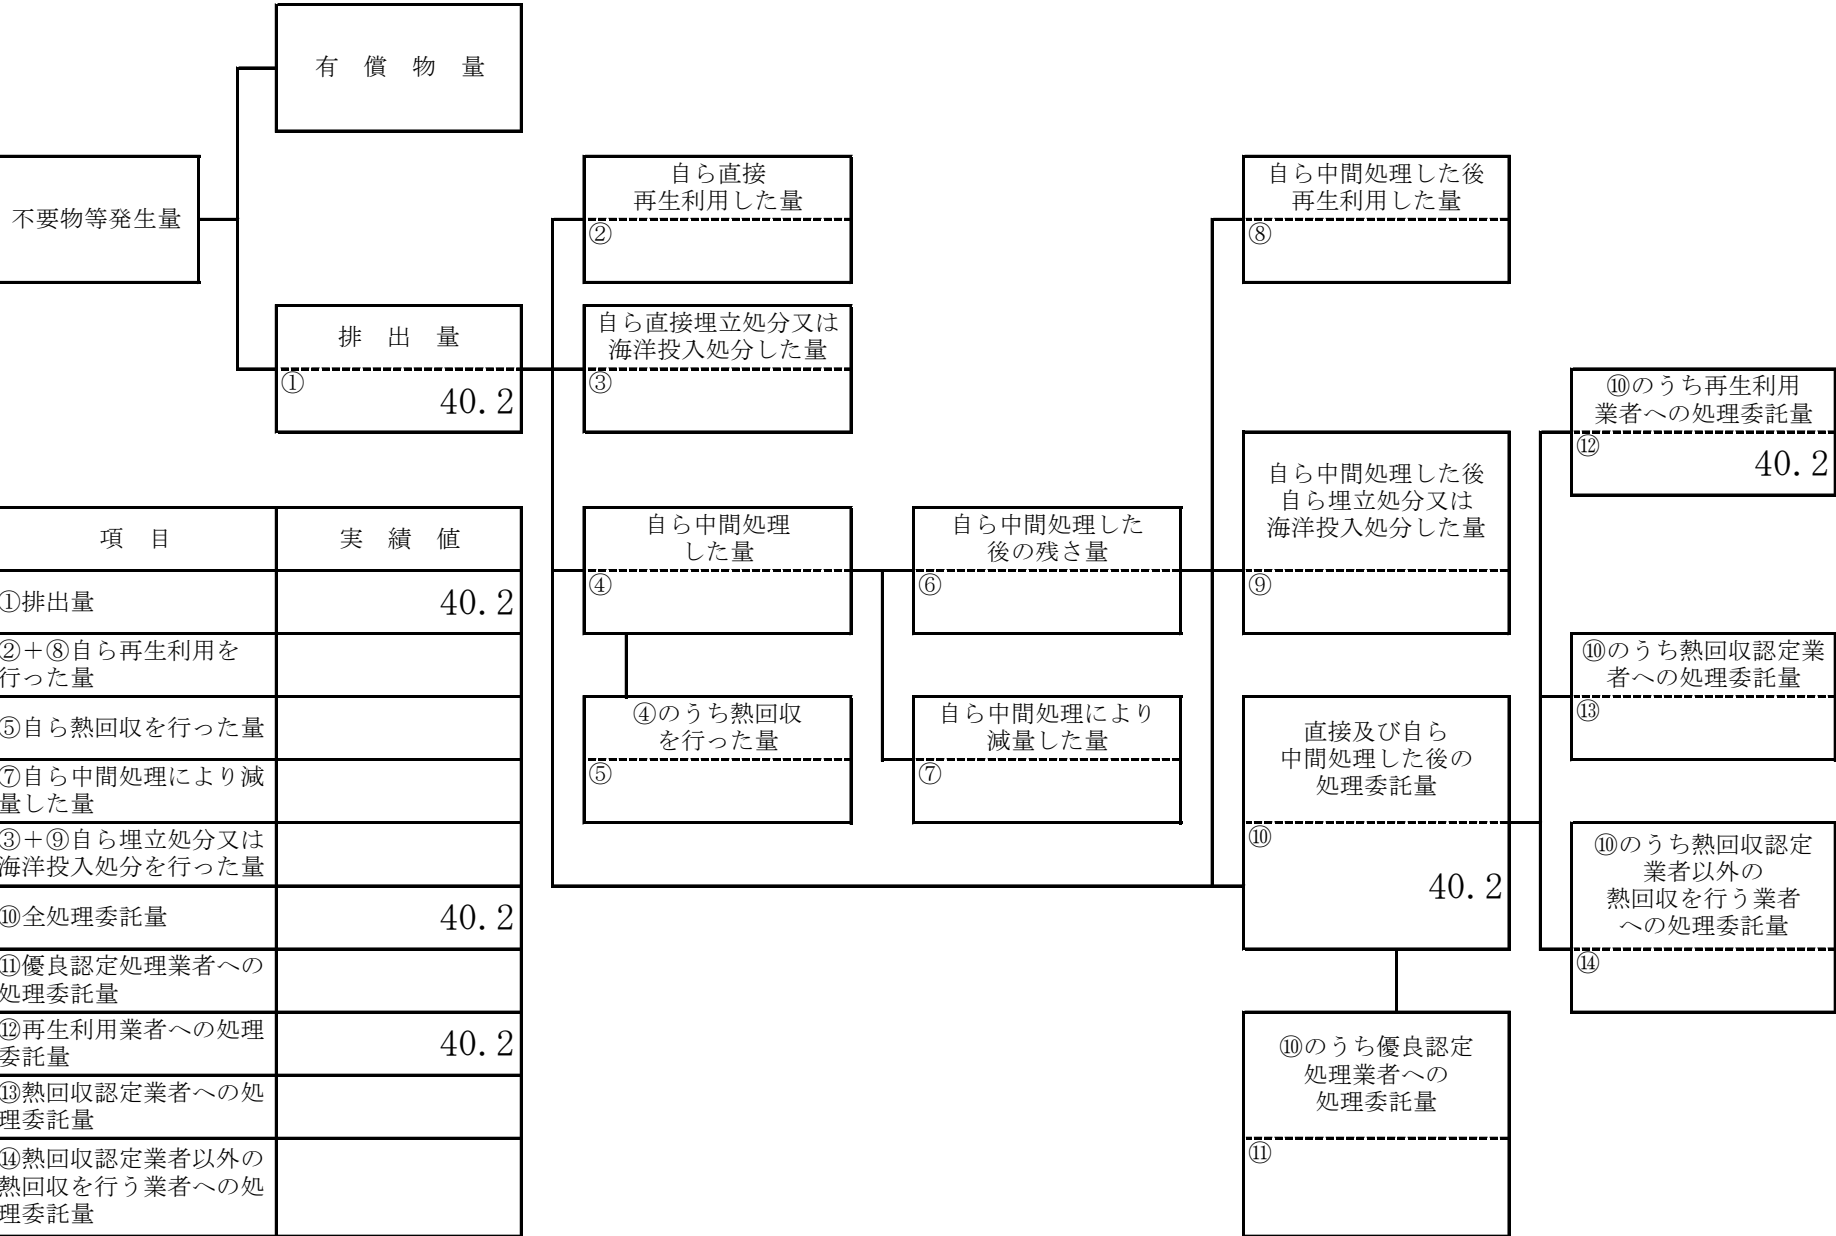 有　償　物　量
不要物等発生量
自ら直接
再生利用した量
②
自ら中間処理した後
再生利用した量
⑧
排　出　量
①
40.2
自ら直接埋立処分又は
海洋投入処分した量
③
⑩のうち再生利用
業者への処理委託量
⑫
40.2
自ら中間処理した後
自ら埋立処分又は
海洋投入処分した量
⑨
自ら中間処理
した量
④
自ら中間処理した
後の残さ量
⑥
⑩のうち熱回収認定業
者への処理委託量
⑬
④のうち熱回収
を行った量
⑤
自ら中間処理により
減量した量
⑦
直接及び自ら
中間処理した後の
処理委託量
⑩
40.2
⑩のうち熱回収認定
業者以外の
熱回収を行う業者
への処理委託量
⑭
⑩のうち優良認定
処理業者への
処理委託量
⑪
項　目
実　績　値
①排出量
40.2
②＋⑧自ら再生利用を
行った量
⑤自ら熱回収を行った量
⑦自ら中間処理により減
量した量
③＋⑨自ら埋立処分又は
海洋投入処分を行った量
⑩全処理委託量
40.2
⑪優良認定処理業者への
処理委託量
⑫再生利用業者への処理
委託量
40.2
⑬熱回収認定業者への処
理委託量
⑭熱回収認定業者以外の
熱回収を行う業者への処
理委託量